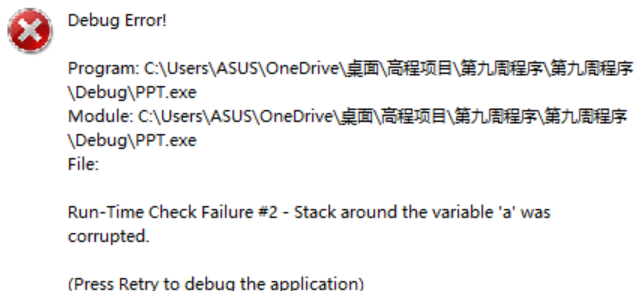 Debug Error!
Program: C:\Users\ASUS\OneDrive\桌面\高程项目\第九周程序\第九周程序
\Debug\PPT.exe
Module: C:\Users\ASUS\OneDrive\桌面\高程项目\第九周程序\第九周程序
\Debug\PPT.exe
File:
Run-Time Check Failure #2 - Stack around the variable 'a' was
corrupted.
(Press Retry to debug the application)